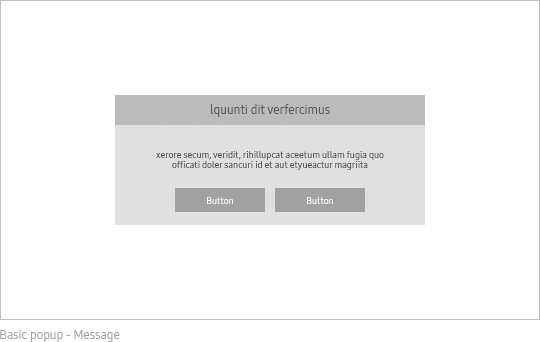 lquunti dit verfercimus
xerore secum, veridit, rihillupcat aceetum ullam fugia quo
officati doler sancuri id et aut etyueactur magriita
Button Button
Basic popup - Message